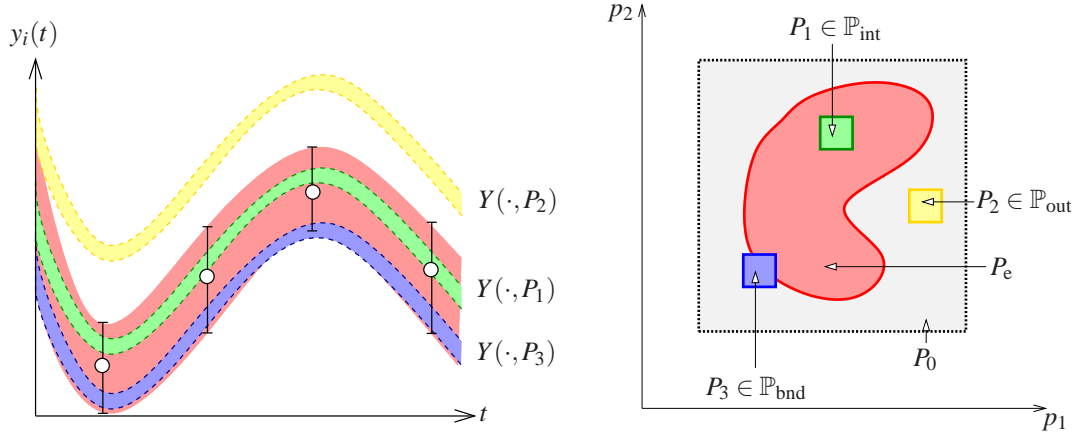 y_i(t)
Y(·, P_2)
Y(·, P_1)
Y(·, P_3)
t
p_2
P_1 ∈ ℙ_int
P_2 ∈ ℙ_out
P_e
P_0
P_3 ∈ ℙ_bnd
p_1